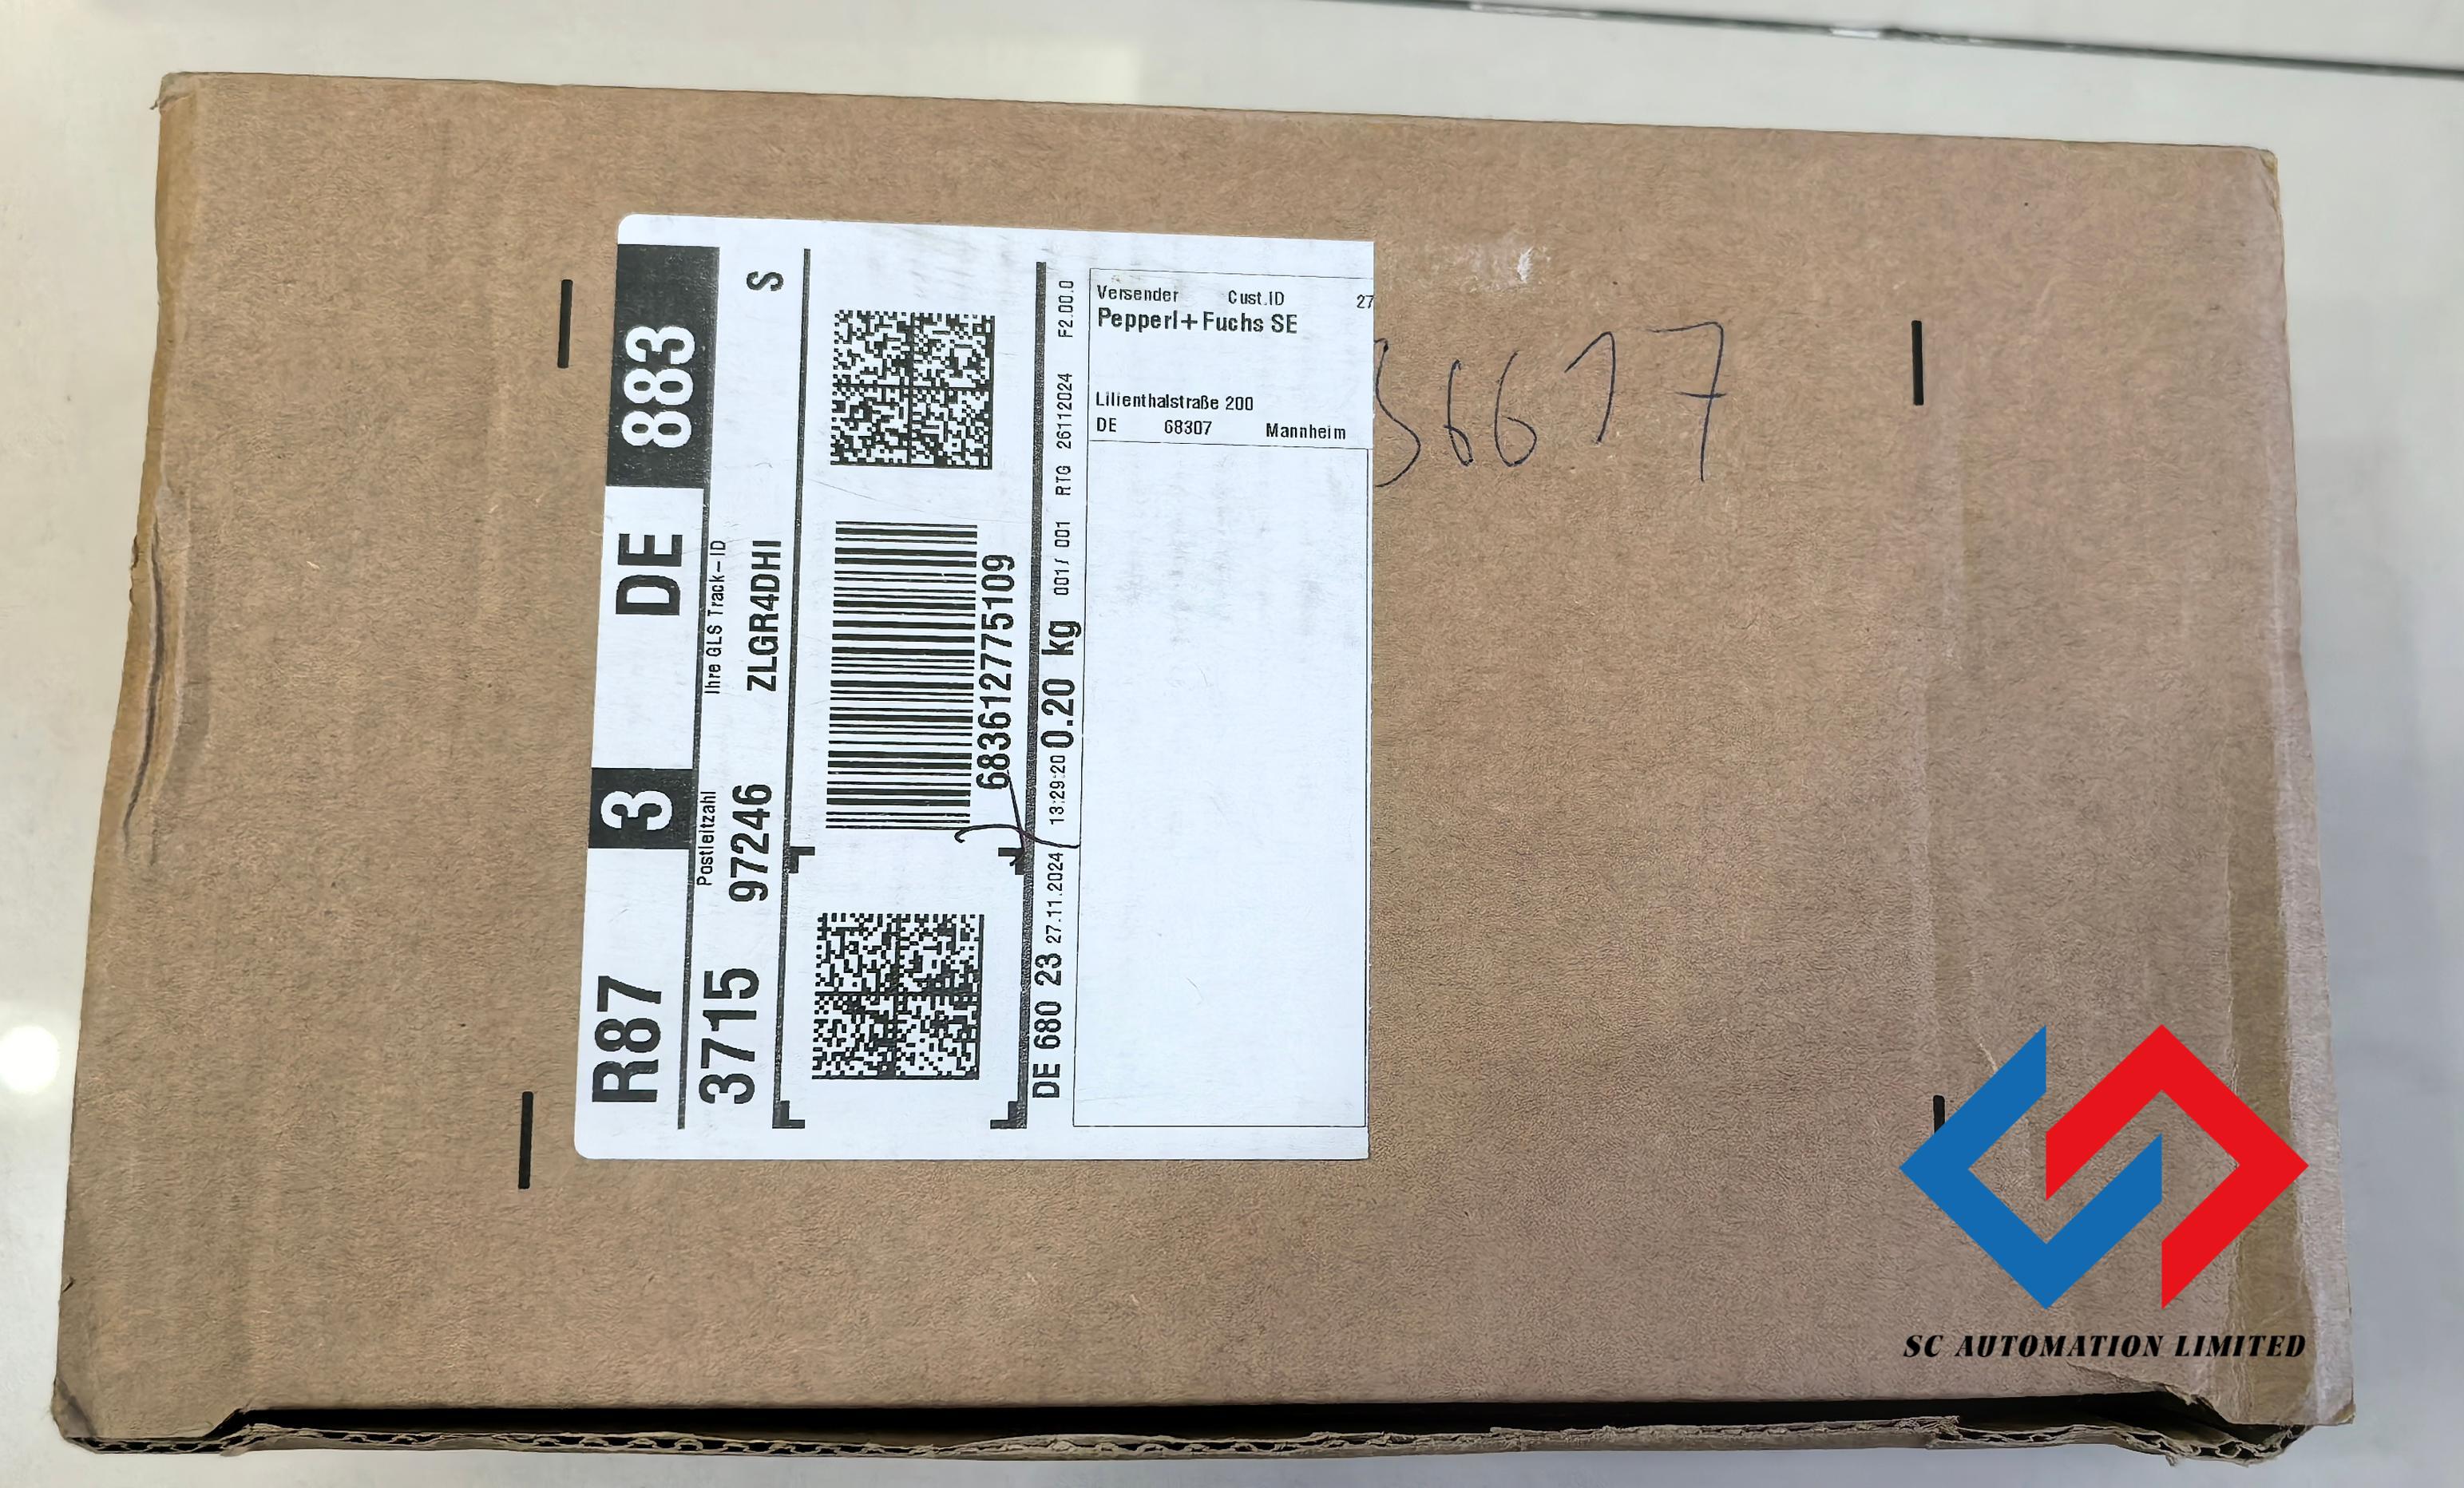 R87 3 DE 883
Postleitzahl Ihre GLS Track-ID
3715 97246 ZLGR4DHI S
683612775109
DE 680 23 27.11.2024 13:29:20 0.20 kg 001/ 001 RTG 26112024 F2.00.0
Versender Cust.ID 27
Pepperl+Fuchs SE
Lilienthalstraße 200
DE 68307 Mannheim
36617
SC AUTOMATION LIMITED